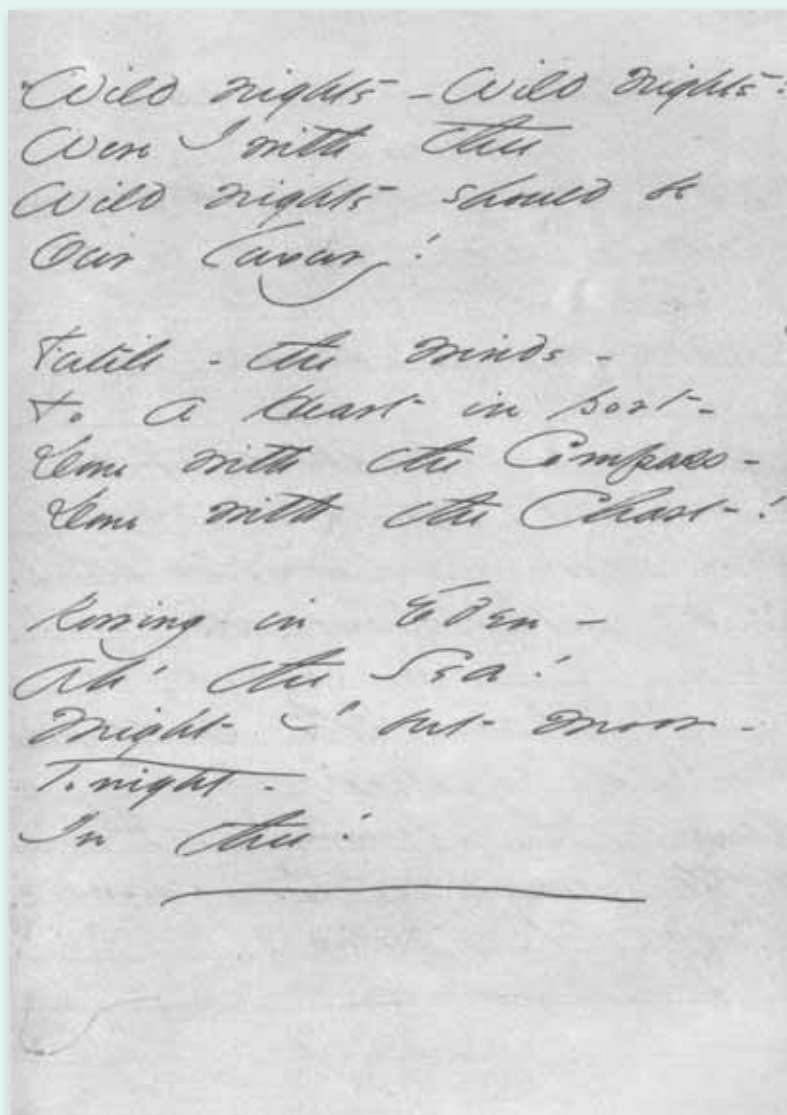 Wild nights - Wild nights!
Were I with thee
Wild nights should be
Our luxury!
Futile - the winds -
To a Heart in port -
Done with the Compass -
Done with the Chart -!
Rowing in Eden -
Ah! the Sea!
Might I but moor -
Tonight -
In thee!